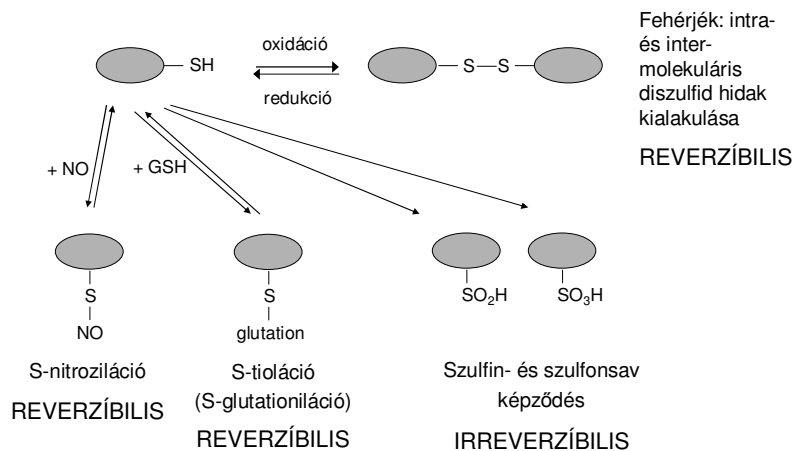 SH
oxidáció
redukció
S—S
Fehérjék: intra-
és inter-
molekuláris
diszulfid hidak
kialakulása
REVERZÍBILIS
+ NO
+ GSH
S
NO
S-nitroziláció
REVERZÍBILIS
S
glutation
S-tioláció
(S-glutationiláció)
REVERZÍBILIS
SO₂H
SO₃H
Szulfin- és szulfonsav
képződés
IRREVERZÍBILIS